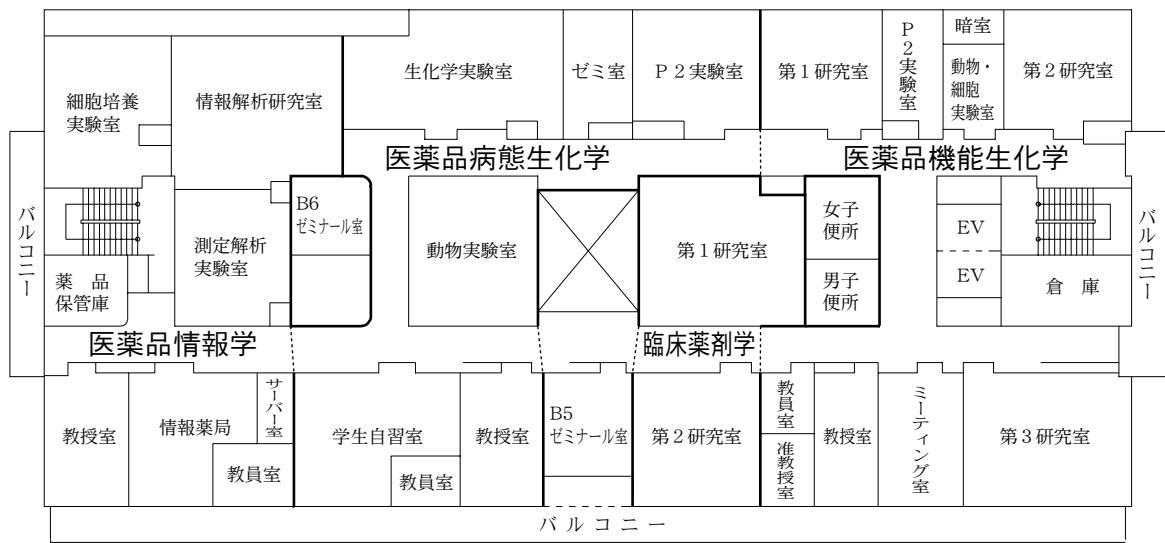 細胞培養
実験室
情報解析研究室
生化学実験室
ゼミ室
Ｐ２実験室
第１研究室
Ｐ２実験室
暗室
動物・
細胞
実験室
第２研究室
医薬品病態生化学
医薬品機能生化学
バルコニー
測定解析
実験室
B6
ゼミナール室
動物実験室
第１研究室
女子
便所
男子
便所
EV
EV
倉庫
バルコニー
薬品
保管庫
医薬品情報学
臨床薬剤学
教授室
情報薬局
サーバー室
教員室
学生自習室
教員室
教授室
B5
ゼミナール室
第２研究室
教員室
准教授室
教授室
ミーティング室
第３研究室
バルコニー